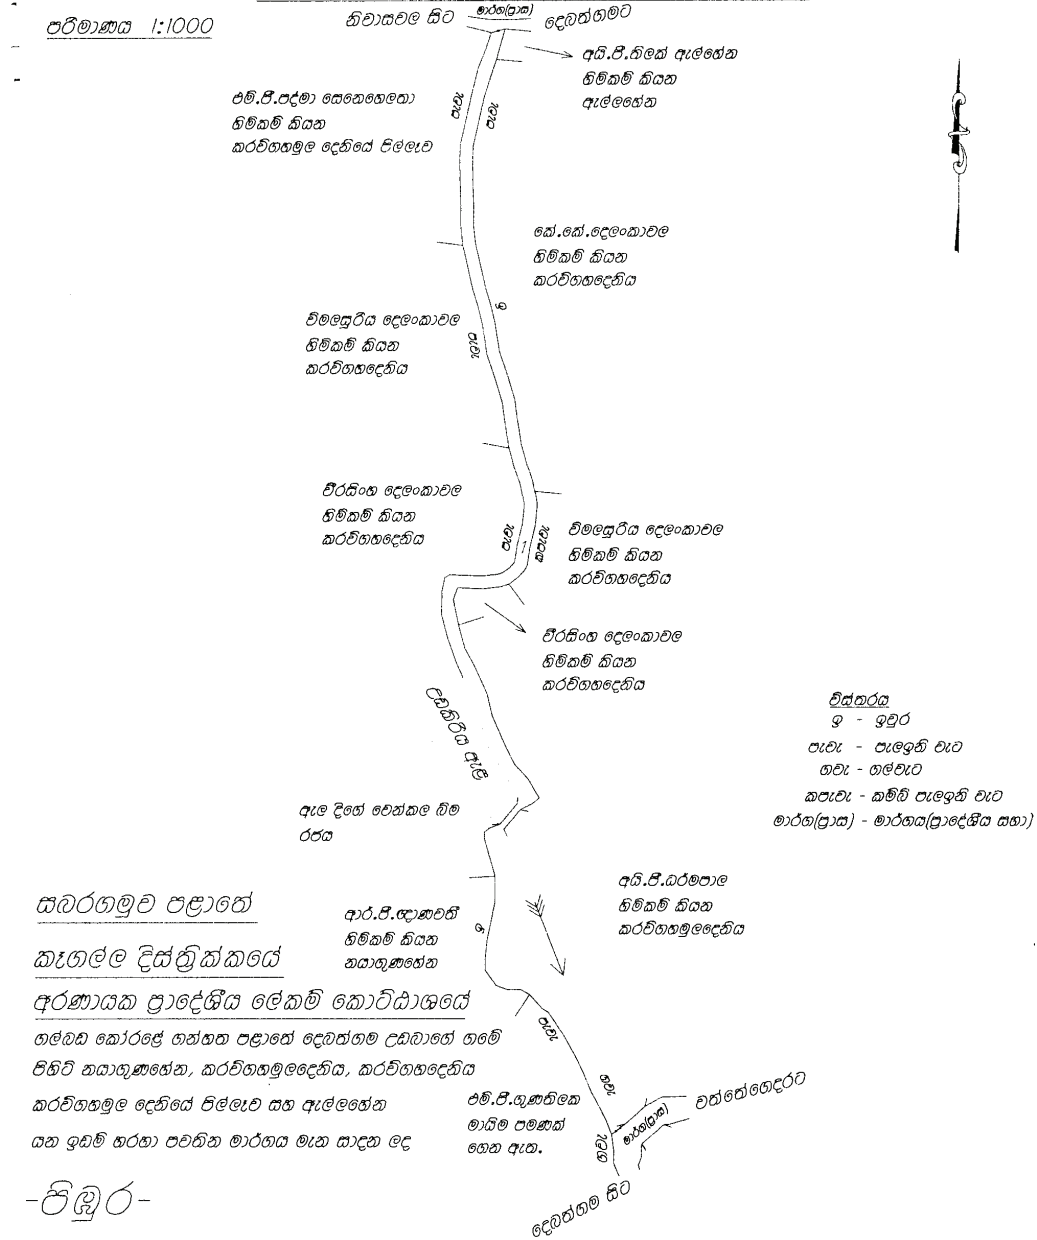 පරිමාණය 1:1000
නිවාසවල සිට
මාර්ග(ප්‍රාස)
දෙබත්ගමට
අයි.පී.තිලක් ඇල්හේන
හිමිකම් කියන
ඇල්ලහේන
එම්.පී.පද්මා සෙනෙහෙලතා
හිමිකම් කියන
කරවිගහමුල දෙනියේ පිල්ලෑව
පැවැ
පැවැ
කේ.කේ.දෙලංකාවල
හිමිකම් කියන
කරවිගහදෙනිය
ඉ
විමලසූරිය දෙලංකාවල
හිමිකම් කියන
කරවිගහදෙනිය
පැවැ
වීරසිංහ දෙලංකාවල
හිමිකම් කියන
කරවිගහදෙනිය
පැවැ
කපැවැ
විමලසූරිය දෙලංකාවල
හිමිකම් කියන
කරවිගහදෙනිය
වීරසිංහ දෙලංකාවල
හිමිකම් කියන
කරවිගහදෙනිය
උඩකිරිය ඇළ
විස්තරය
ඉ - ඉවුර
පැවැ - පැලඉනි වැට
ගවැ - ගල්වැට
කපැවැ - කම්බි පැලඉනි වැට
මාර්ග(ප්‍රාස) - මාර්ගය(ප්‍රාදේශීය සභා)
ඇල දිගේ වෙන්කල බිම
රජය
අයි.පී.ධර්මපාල
හිමිකම් කියන
කරවිගහමුලදෙනිය
ආර්.පී.ඥානවතී
හිමිකම් කියන
නයාගුණහේන
ඉ
සබරගමුව පළාතේ
කෑගල්ල දිස්ත්‍රික්කයේ
අරණායක ප්‍රාදේශීය ලේකම් කොට්ඨාශයේ
ගල්බඩ කෝරළේ ගන්හත පළාතේ දෙබත්ගම උඩබාගේ ගමේ
පිහිටි නයාගුණහේන, කරවිගහමුලදෙනිය, කරවිගහදෙනිය
කරවිගහමුල දෙනියේ පිල්ලෑව සහ ඇල්ලහේන
යන ඉඩම් හරහා පවතින මාර්ගය මැන සාදන ලද
-පිඹුර-
පැවැ
ගවැ
එම්.පී.ගුණතිලක
මායිම පමණක්
ගෙන ඇත.
ගවැ
මාර්ග(ප්‍රාස)
වත්තේගෙදරට
දෙබත්ගම සිට